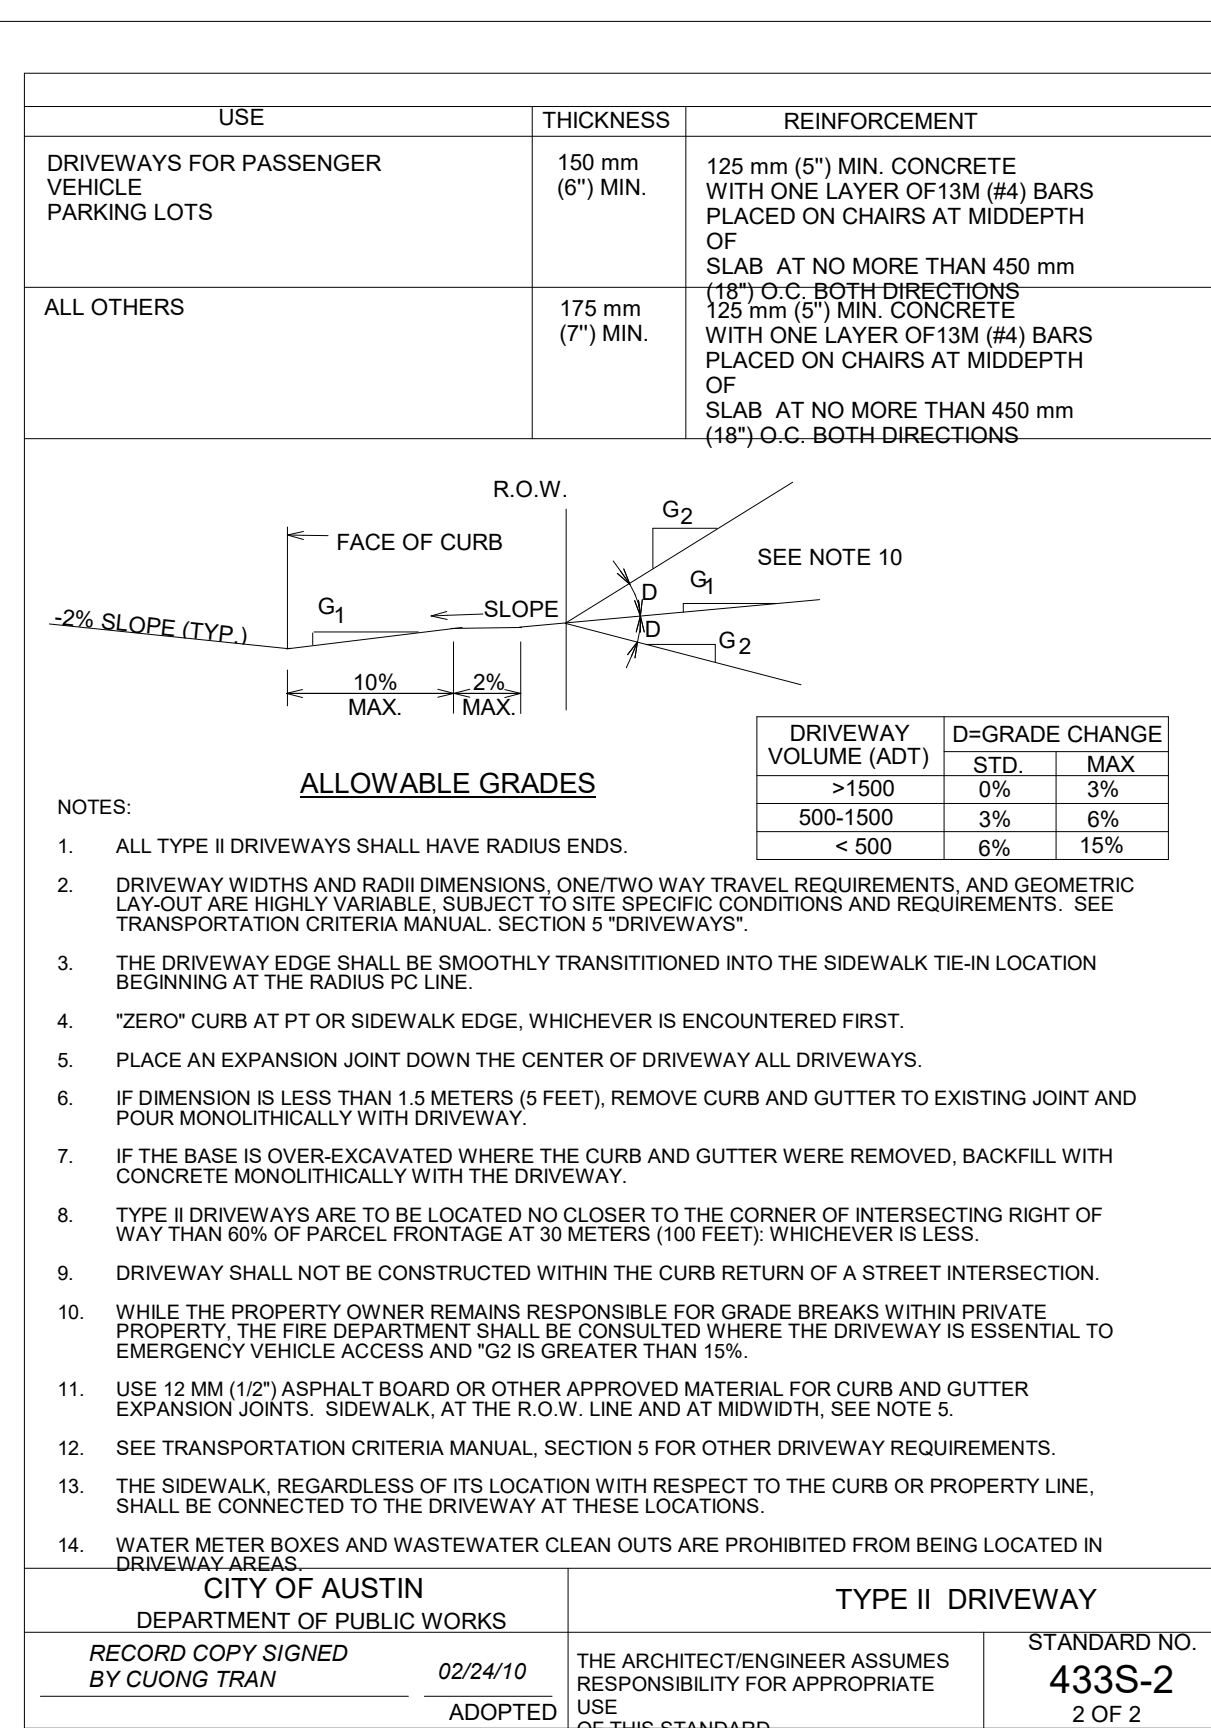 USE THICKNESS REINFORCEMENT
DRIVEWAYS FOR PASSENGER
VEHICLE
PARKING LOTS
150 mm
(6") MIN.
125 mm (5") MIN. CONCRETE
WITH ONE LAYER OF13M (#4) BARS
PLACED ON CHAIRS AT MIDDEPTH
OF
SLAB AT NO MORE THAN 450 mm
(18") O.C. BOTH DIRECTIONS
ALL OTHERS
175 mm
(7") MIN.
125 mm (5") MIN. CONCRETE
WITH ONE LAYER OF13M (#4) BARS
PLACED ON CHAIRS AT MIDDEPTH
OF
SLAB AT NO MORE THAN 450 mm
(18") O.C. BOTH DIRECTIONS
R.O.W.
G2
FACE OF CURB
SEE NOTE 10
D
G1
G1
SLOPE
-2% SLOPE (TYP.)
D
G2
10%
MAX.
2%
MAX.
ALLOWABLE GRADES
DRIVEWAY
VOLUME (ADT)
D=GRADE CHANGE
STD. MAX
>1500 0% 3%
500-1500 3% 6%
< 500 6% 15%
NOTES:
1. ALL TYPE II DRIVEWAYS SHALL HAVE RADIUS ENDS.
2. DRIVEWAY WIDTHS AND RADII DIMENSIONS, ONE/TWO WAY TRAVEL REQUIREMENTS, AND GEOMETRIC
LAY-OUT ARE HIGHLY VARIABLE, SUBJECT TO SITE SPECIFIC CONDITIONS AND REQUIREMENTS. SEE
TRANSPORTATION CRITERIA MANUAL. SECTION 5 "DRIVEWAYS".
3. THE DRIVEWAY EDGE SHALL BE SMOOTHLY TRANSITITIONED INTO THE SIDEWALK TIE-IN LOCATION
BEGINNING AT THE RADIUS PC LINE.
4. "ZERO" CURB AT PT OR SIDEWALK EDGE, WHICHEVER IS ENCOUNTERED FIRST.
5. PLACE AN EXPANSION JOINT DOWN THE CENTER OF DRIVEWAY ALL DRIVEWAYS.
6. IF DIMENSION IS LESS THAN 1.5 METERS (5 FEET), REMOVE CURB AND GUTTER TO EXISTING JOINT AND
POUR MONOLITHICALLY WITH DRIVEWAY.
7. IF THE BASE IS OVER-EXCAVATED WHERE THE CURB AND GUTTER WERE REMOVED, BACKFILL WITH
CONCRETE MONOLITHICALLY WITH THE DRIVEWAY.
8. TYPE II DRIVEWAYS ARE TO BE LOCATED NO CLOSER TO THE CORNER OF INTERSECTING RIGHT OF
WAY THAN 60% OF PARCEL FRONTAGE AT 30 METERS (100 FEET): WHICHEVER IS LESS.
9. DRIVEWAY SHALL NOT BE CONSTRUCTED WITHIN THE CURB RETURN OF A STREET INTERSECTION.
10. WHILE THE PROPERTY OWNER REMAINS RESPONSIBLE FOR GRADE BREAKS WITHIN PRIVATE
PROPERTY, THE FIRE DEPARTMENT SHALL BE CONSULTED WHERE THE DRIVEWAY IS ESSENTIAL TO
EMERGENCY VEHICLE ACCESS AND "G2 IS GREATER THAN 15%.
11. USE 12 MM (1/2") ASPHALT BOARD OR OTHER APPROVED MATERIAL FOR CURB AND GUTTER
EXPANSION JOINTS. SIDEWALK, AT THE R.O.W. LINE AND AT MIDWIDTH, SEE NOTE 5.
12. SEE TRANSPORTATION CRITERIA MANUAL, SECTION 5 FOR OTHER DRIVEWAY REQUIREMENTS.
13. THE SIDEWALK, REGARDLESS OF ITS LOCATION WITH RESPECT TO THE CURB OR PROPERTY LINE,
SHALL BE CONNECTED TO THE DRIVEWAY AT THESE LOCATIONS.
14. WATER METER BOXES AND WASTEWATER CLEAN OUTS ARE PROHIBITED FROM BEING LOCATED IN
DRIVEWAY AREAS.
CITY OF AUSTIN
DEPARTMENT OF PUBLIC WORKS
TYPE II DRIVEWAY
RECORD COPY SIGNED
BY CUONG TRAN
02/24/10
ADOPTED
THE ARCHITECT/ENGINEER ASSUMES
RESPONSIBILITY FOR APPROPRIATE
USE
OF THIS STANDARD
STANDARD NO.
433S-2
2 OF 2